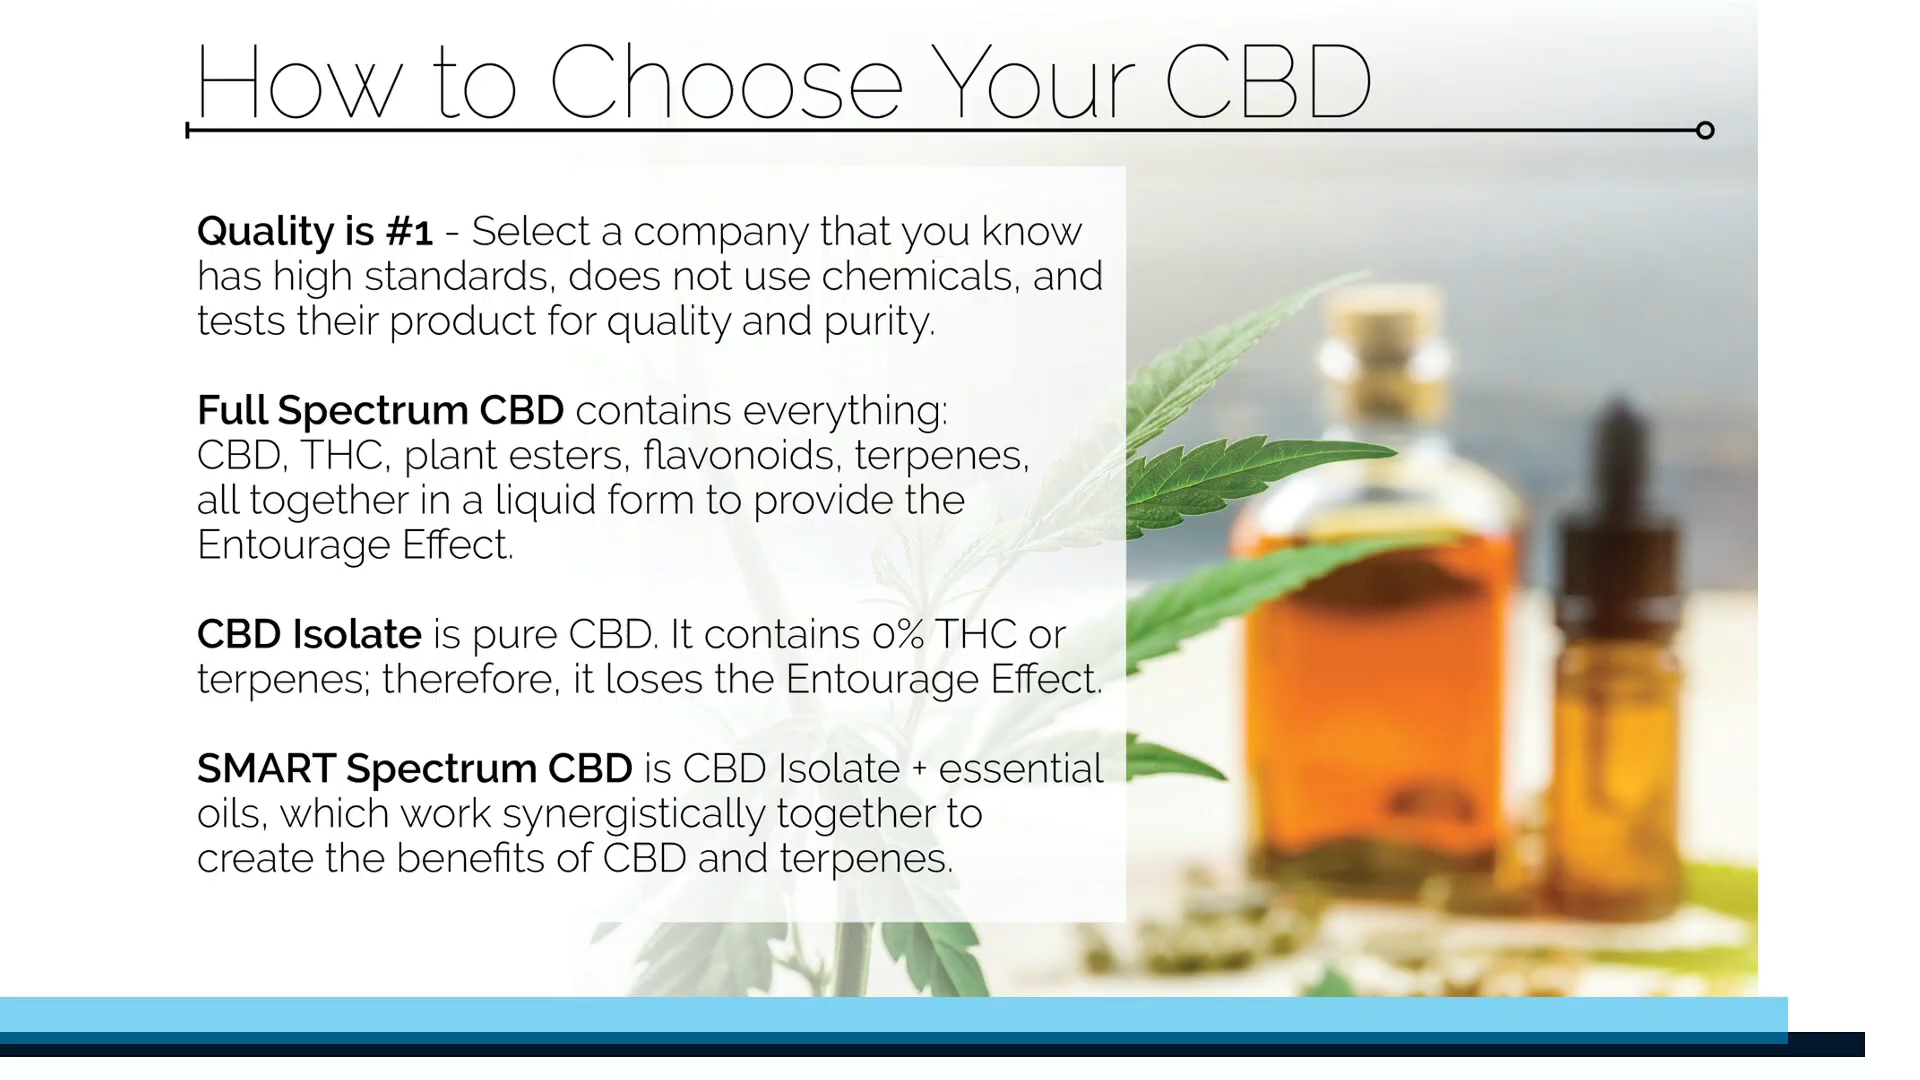 How to Choose Your CBD
Quality is #1 - Select a company that you know
has high standards, does not use chemicals, and
tests their product for quality and purity.
Full Spectrum CBD contains everything:
CBD, THC, plant esters, flavonoids, terpenes,
all together in a liquid form to provide the
Entourage Effect.
CBD Isolate is pure CBD. It contains 0% THC or
terpenes; therefore, it loses the Entourage Effect.
SMART Spectrum CBD is CBD Isolate + essential
oils, which work synergistically together to
create the benefits of CBD and terpenes.